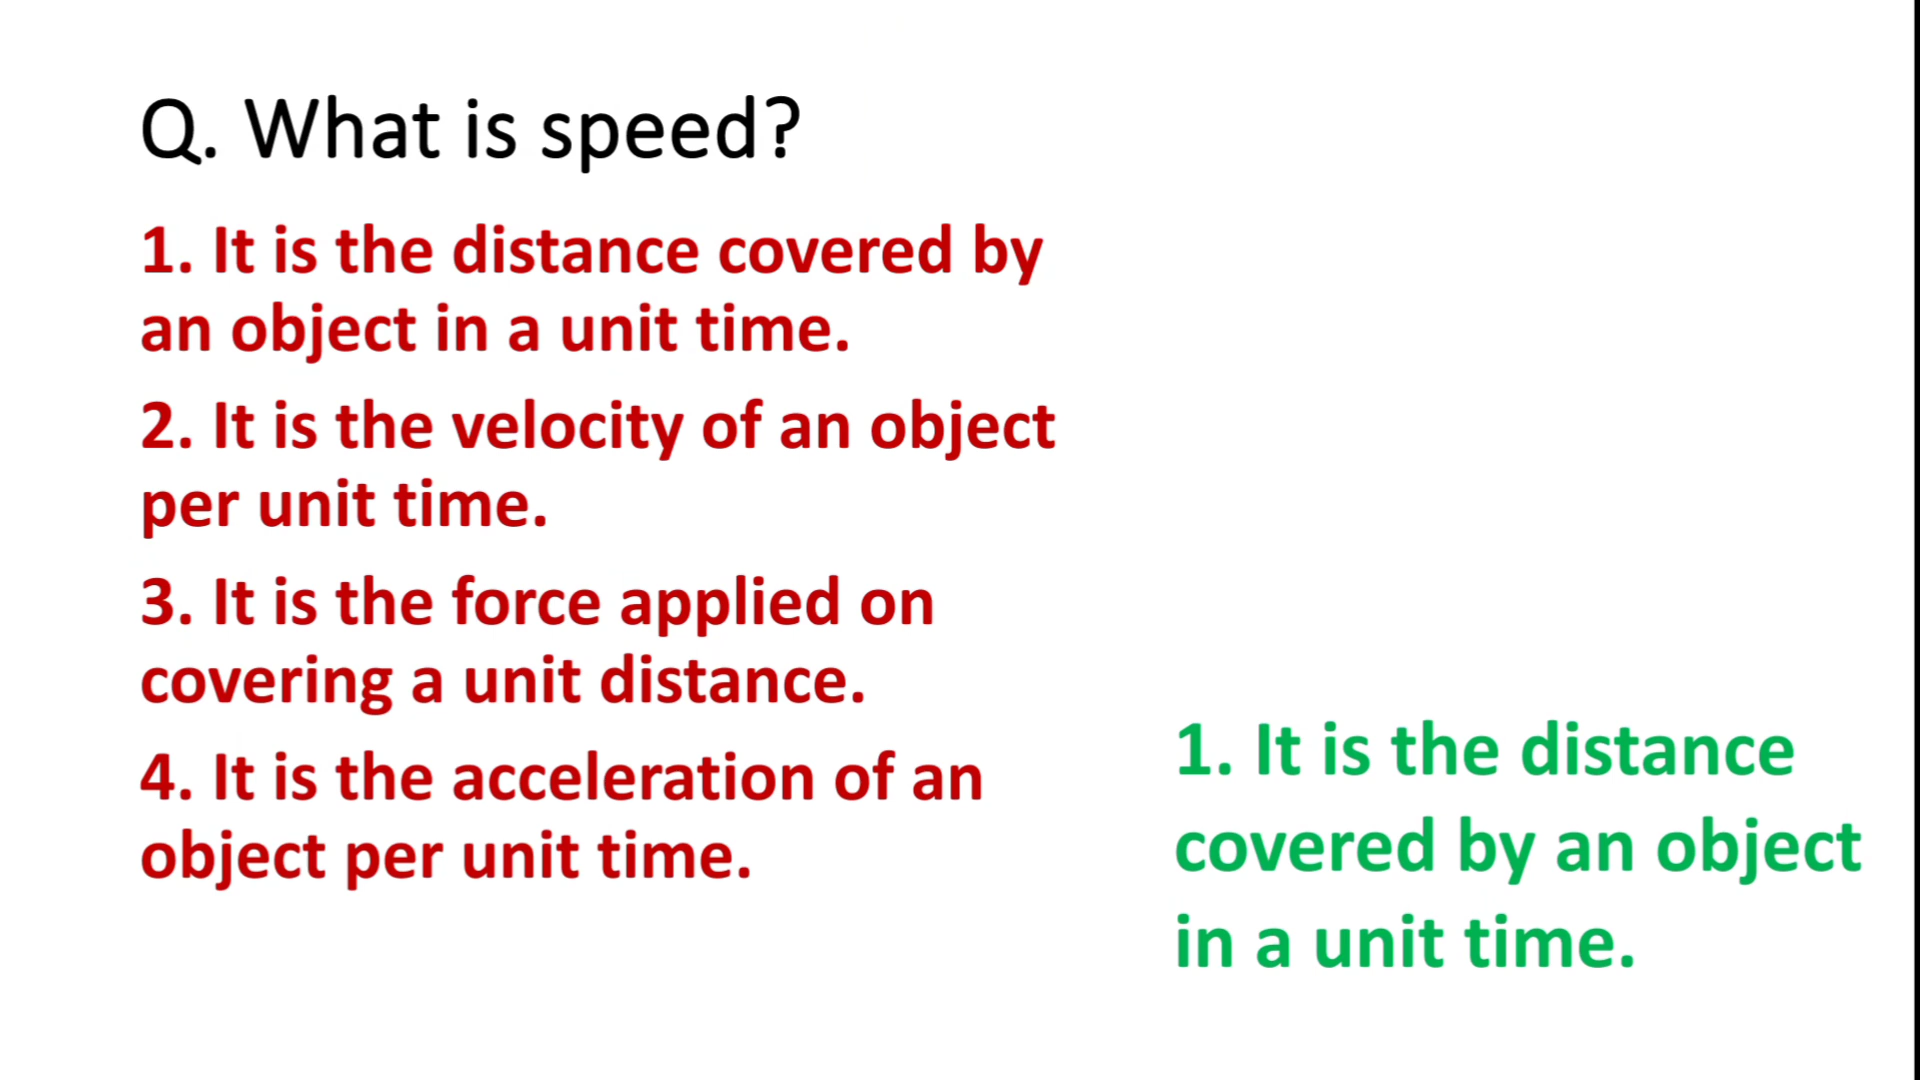 Q. What is speed?
1. It is the distance covered by
an object in a unit time.
2. It is the velocity of an object
per unit time.
3. It is the force applied on
covering a unit distance.
4. It is the acceleration of an
object per unit time.
1. It is the distance
covered by an object
in a unit time.